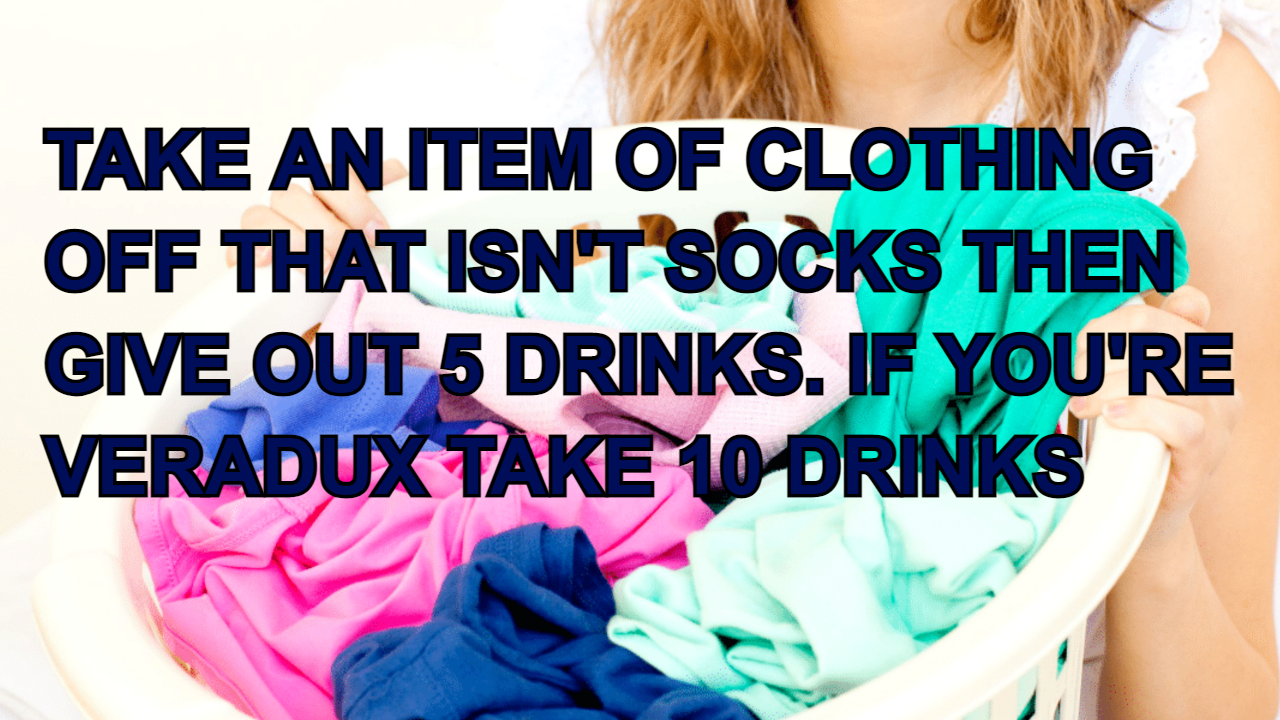 TAKE AN ITEM OF CLOTHING
OFF THAT ISN'T SOCKS THEN
GIVE OUT 5 DRINKS. IF YOU'RE
VERADUX TAKE 10 DRINKS